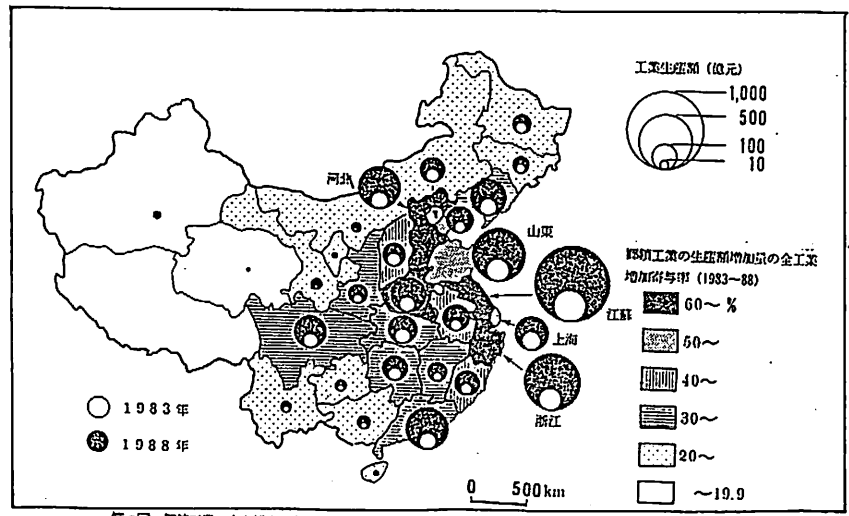 工業生産額 (億元)
1,000
500
100
10
河北
山東
江蘇
上海
浙江
郷鎮工業の生産額増加量の全工業
増加寄与率 (1983~88)
60~ %
50~
40~
30~
20~
~19.9
1983年
1988年
0 500km